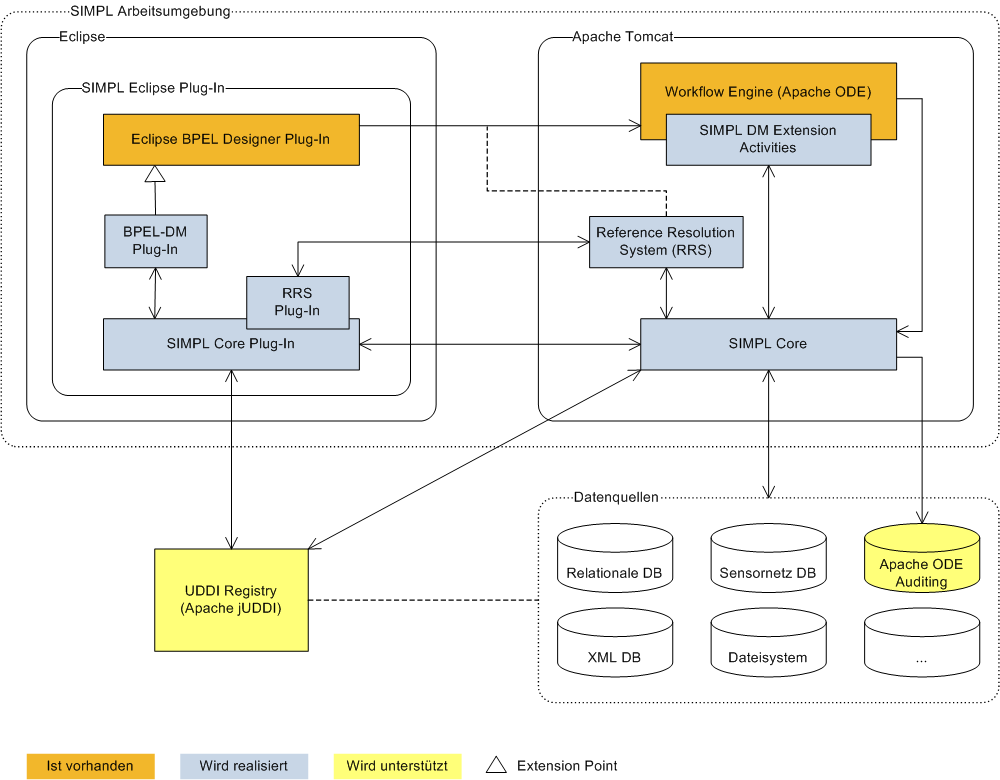 SIMPL Arbeitsumgebung
Eclipse
Apache Tomcat
SIMPL Eclipse Plug-In
Workflow Engine (Apache ODE)
Eclipse BPEL Designer Plug-In
SIMPL DM Extension
Activities
BPEL-DM
Plug-In
Reference Resolution
System (RRS)
RRS
Plug-In
SIMPL Core Plug-In
SIMPL Core
Datenquellen
Relationale DB
Sensornetz DB
Apache ODE
Auditing
UDDI Registry
(Apache jUDDI)
XML DB
Dateisystem
...
Ist vorhanden
Wird realisiert
Wird unterstützt
Extension Point